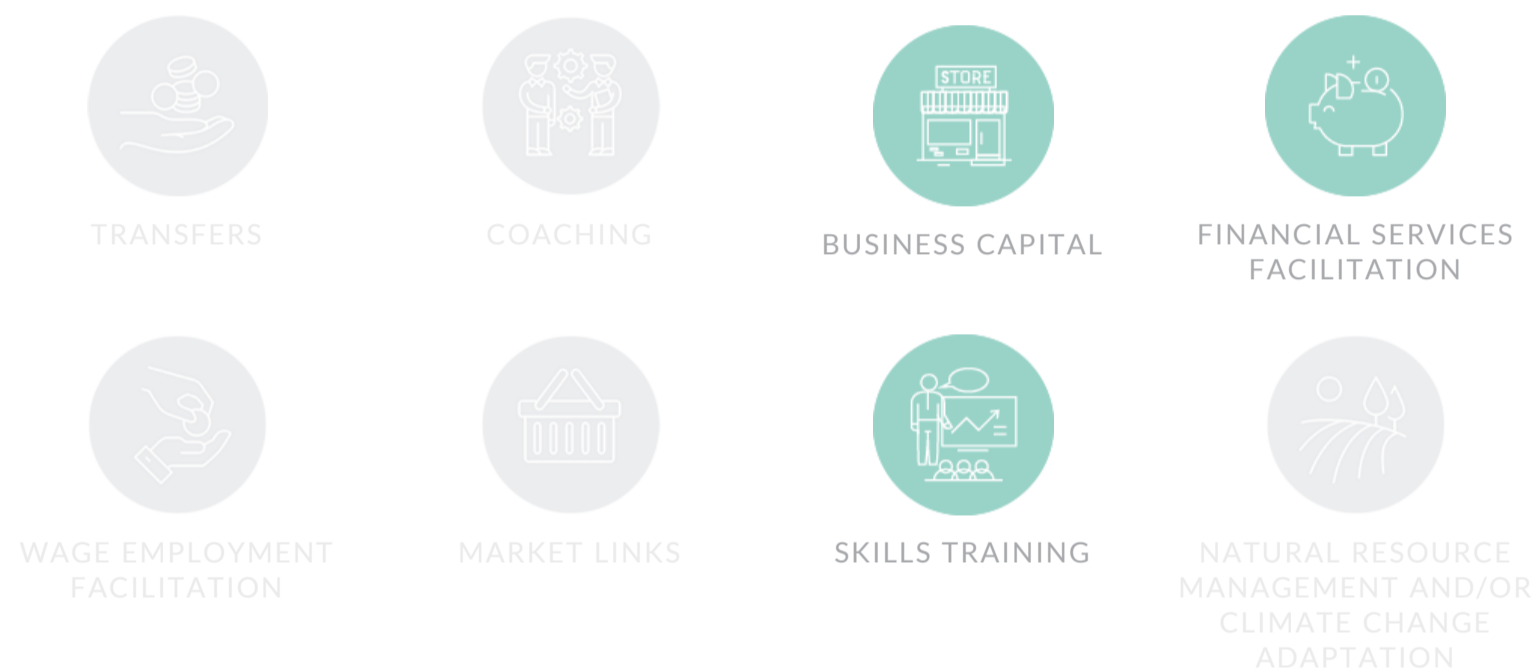 STORE
TRANSFERS
COACHING
BUSINESS CAPITAL
FINANCIAL SERVICES
FACILITATION
WAGE EMPLOYMENT
FACILITATION
MARKET LINKS
SKILLS TRAINING
NATURAL RESOURCE
MANAGEMENT AND/OR
CLIMATE CHANGE
ADAPTATION